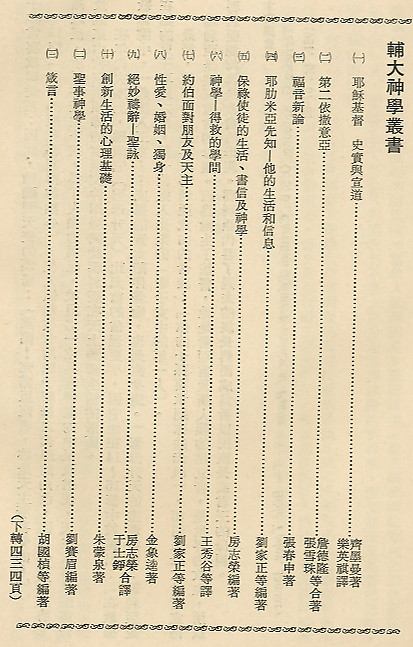 輔大神學叢書
㈠ 耶穌基督 史實與宣道………齊墨曼著
樂英祺譯
㈡ 第二依撒意亞………詹德隆
張雪珠等合著
㈢ 福音新論………張春申著
㈣ 耶肋米亞先知—他的生活和信息………劉家正等編著
㈤ 保祿使徒的生活、書信及神學………房志榮編著
㈥ 神學—得救的學問………王秀谷等譯
㈦ 約伯面對朋友及天主………劉家正等編著
㈧ 性愛、婚姻、獨身………金象逵著
㈨ 絕妙禱辭—聖詠………房志榮
于士錚合譯
㈩ 創新生活的心理基礎………朱蒙泉著
劉賽眉編著
聖事神學………
箴言………胡國楨等編著
(下轉四三四頁)